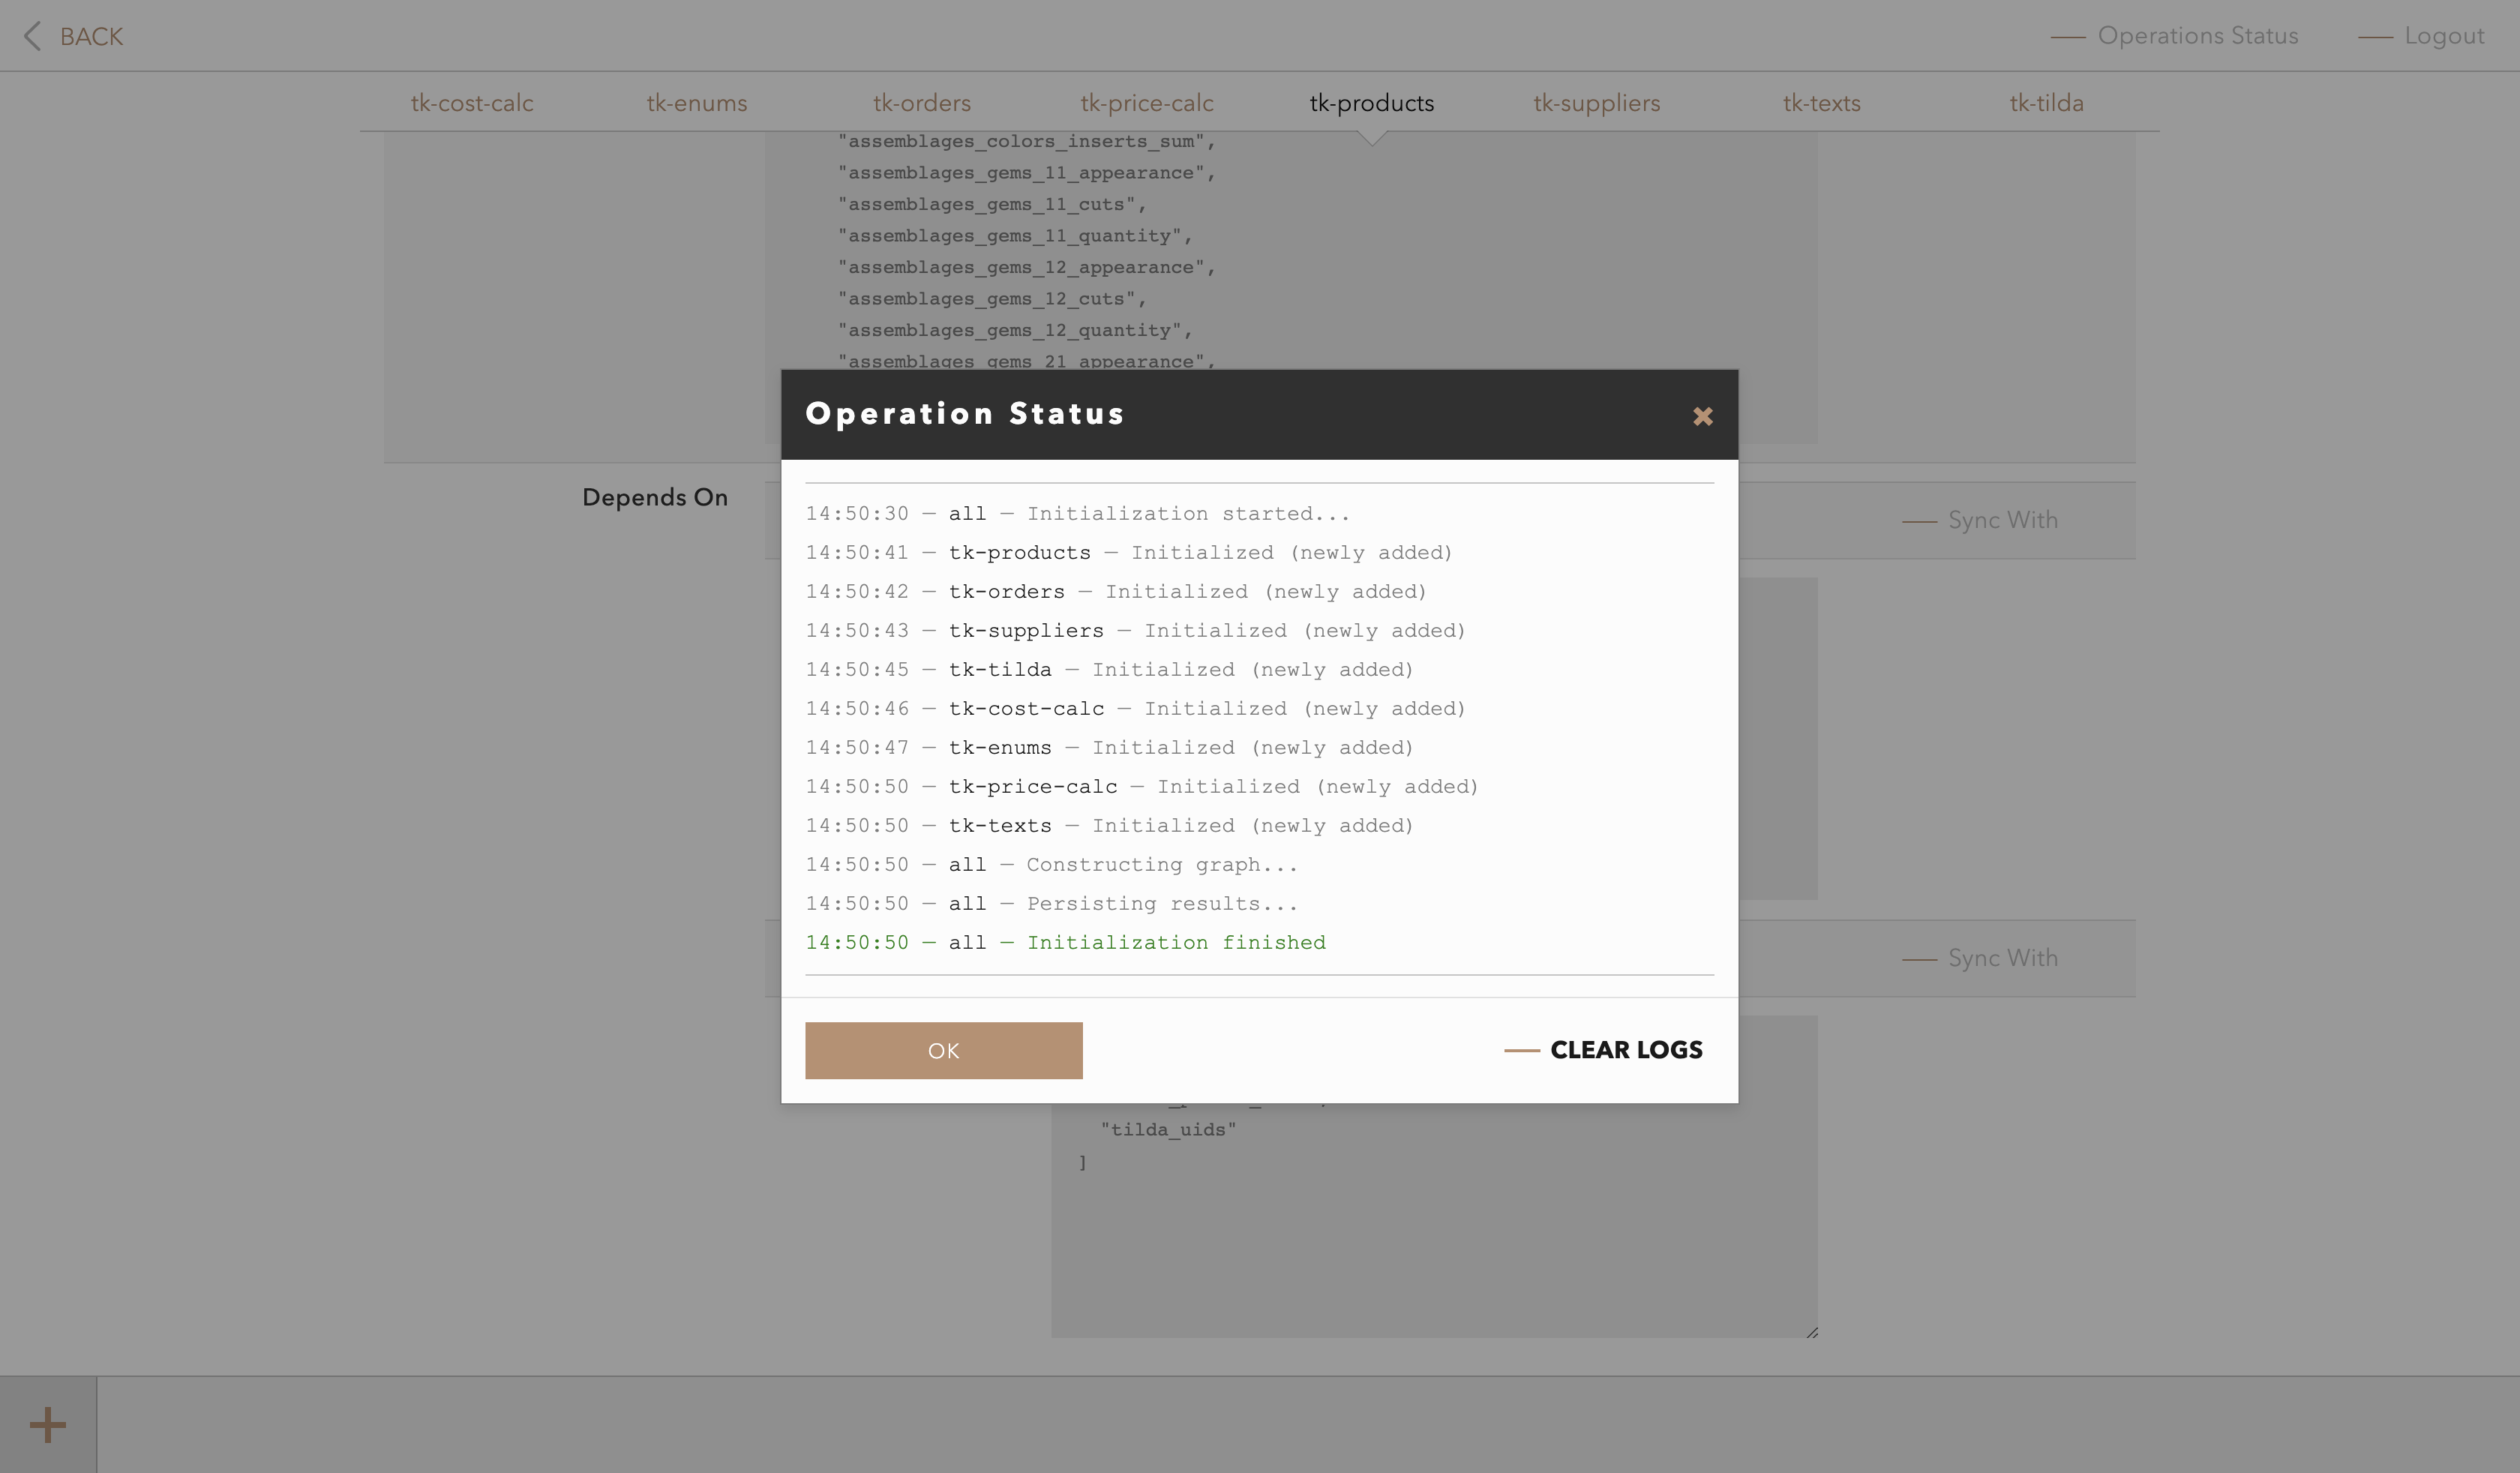 BACK
Operations Status
Logout
tk-cost-calc
tk-enums
tk-orders
tk-price-calc
tk-products
tk-suppliers
tk-texts
tk-tilda
"assemblages_colors_inserts_sum",
"assemblages_gems_11_appearance",
"assemblages_gems_11_cuts",
"assemblages_gems_11_quantity",
"assemblages_gems_12_appearance",
"assemblages_gems_12_cuts",
"assemblages_gems_12_quantity",
"assemblages_gems_21_appearance",
Depends On
Sync With
Operation Status
14:50:30 — all — Initialization started...
14:50:41 — tk-products — Initialized (newly added)
14:50:42 — tk-orders — Initialized (newly added)
14:50:43 — tk-suppliers — Initialized (newly added)
14:50:45 — tk-tilda — Initialized (newly added)
14:50:46 — tk-cost-calc — Initialized (newly added)
14:50:47 — tk-enums — Initialized (newly added)
14:50:50 — tk-price-calc — Initialized (newly added)
14:50:50 — tk-texts — Initialized (newly added)
14:50:50 — all — Constructing graph...
14:50:50 — all — Persisting results...
14:50:50 — all — Initialization finished
Sync With
OK
CLEAR LOGS
"tilda_uids"
]